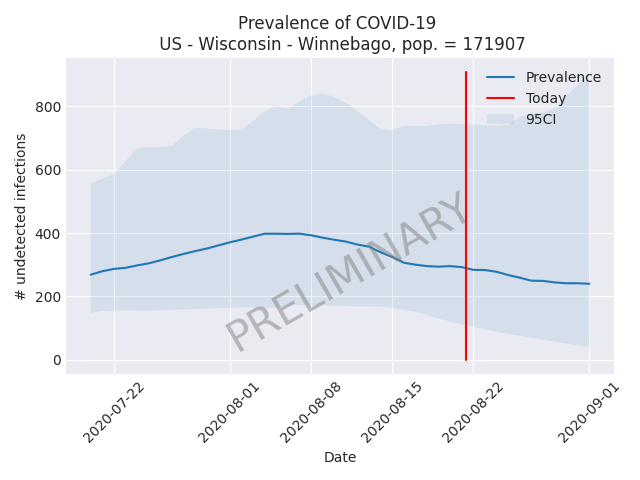 Prevalence of COVID-19
US - Wisconsin - Winnebago, pop. = 171907
Prevalence
Today
95CI
800
600
400
200
0
# undetected infections
PRELIMINARY
2020-07-22
2020-08-01
2020-08-08
2020-08-15
2020-08-22
2020-09-01
Date